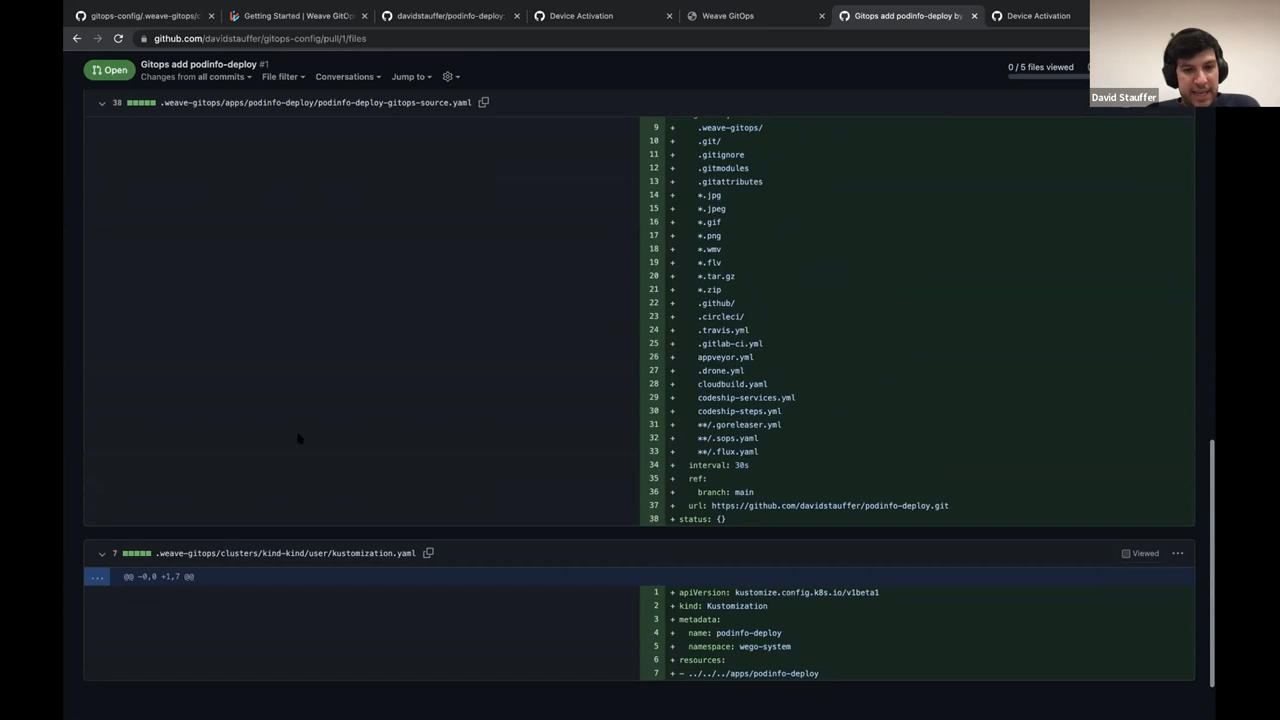 gitops-config/.weave-gitops/c
Getting Started | Weave GitOps
davidstauffer/podinfo-deploy:
Device Activation
Weave GitOps
Gitops add podinfo-deploy by
Device Activation
github.com/davidstauffer/gitops-config/pull/1/files
Open
Gitops add podinfo-deploy #1
Changes from all commits
File filter
Conversations
Jump to
0 / 5 files viewed
David Stauffer
38 .weave-gitops/apps/podinfo-deploy/podinfo-deploy-gitops-source.yaml
9 + .weave-gitops/
10 + .git/
11 + .gitignore
12 + .gitmodules
13 + .gitattributes
14 + *.jpg
15 + *.jpeg
16 + *.gif
17 + *.png
18 + *.wmv
19 + *.flv
20 + *.tar.gz
21 + *.zip
22 + .github/
23 + .circleci/
24 + .travis.yml
25 + .gitlab-ci.yml
26 + appveyor.yml
27 + .drone.yml
28 + cloudbuild.yaml
29 + codeship-services.yml
30 + codeship-steps.yml
31 + **/.goreleaser.yml
32 + **/.sops.yaml
33 + **/.flux.yaml
34 + interval: 30s
35 + ref:
36 + branch: main
37 + url: https://github.com/davidstauffer/podinfo-deploy.git
38 + status: {}
7 .weave-gitops/clusters/kind-kind/user/kustomization.yaml
Viewed
... @@ -0,0 +1,7 @@
1 + apiVersion: kustomize.config.k8s.io/v1beta1
2 + kind: Kustomization
3 + metadata:
4 + name: podinfo-deploy
5 + namespace: wego-system
6 + resources:
7 + - ../../../apps/podinfo-deploy